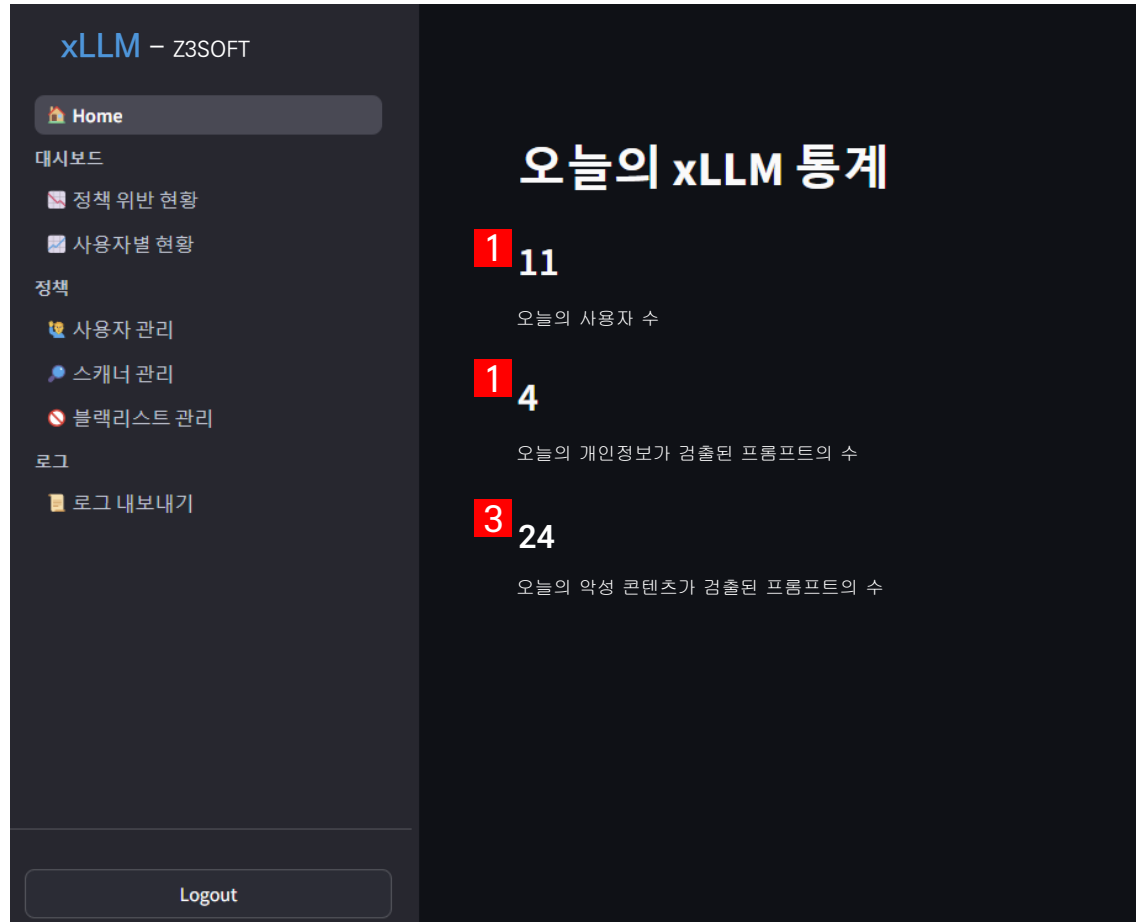 xLLM – Z3SOFT
Home
대시보드
정책 위반 현황
사용자별 현황
정책
사용자 관리
스캐너 관리
블랙리스트 관리
로그
로그 내보내기
Logout
오늘의 xLLM 통계
1
11
오늘의 사용자 수
1
4
오늘의 개인정보가 검출된 프롬프트의 수
3
24
오늘의 악성 콘텐츠가 검출된 프롬프트의 수